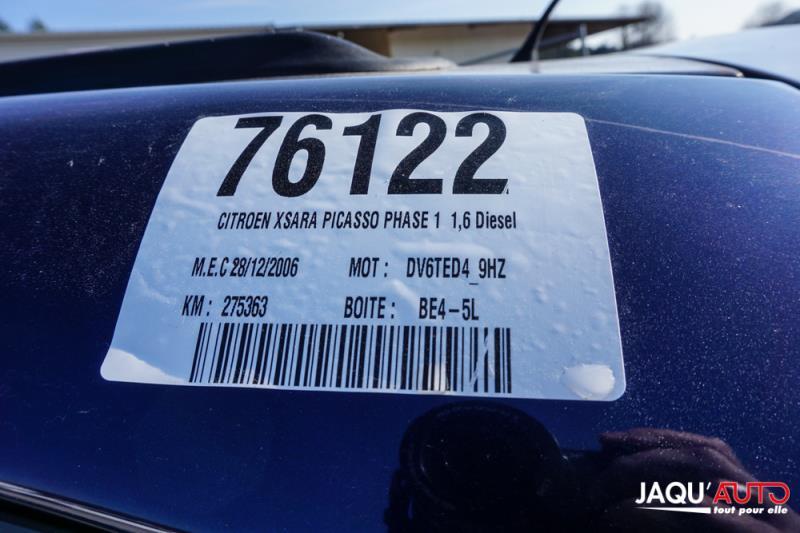 76122
CITROEN XSARA PICASSO PHASE 1 1,6 Diesel
M.E.C 28/12/2006 MOT : DV6TED4_9HZ
KM : 275363 BOITE : BE4-5L
JAQU'AUTO
tout pour elle